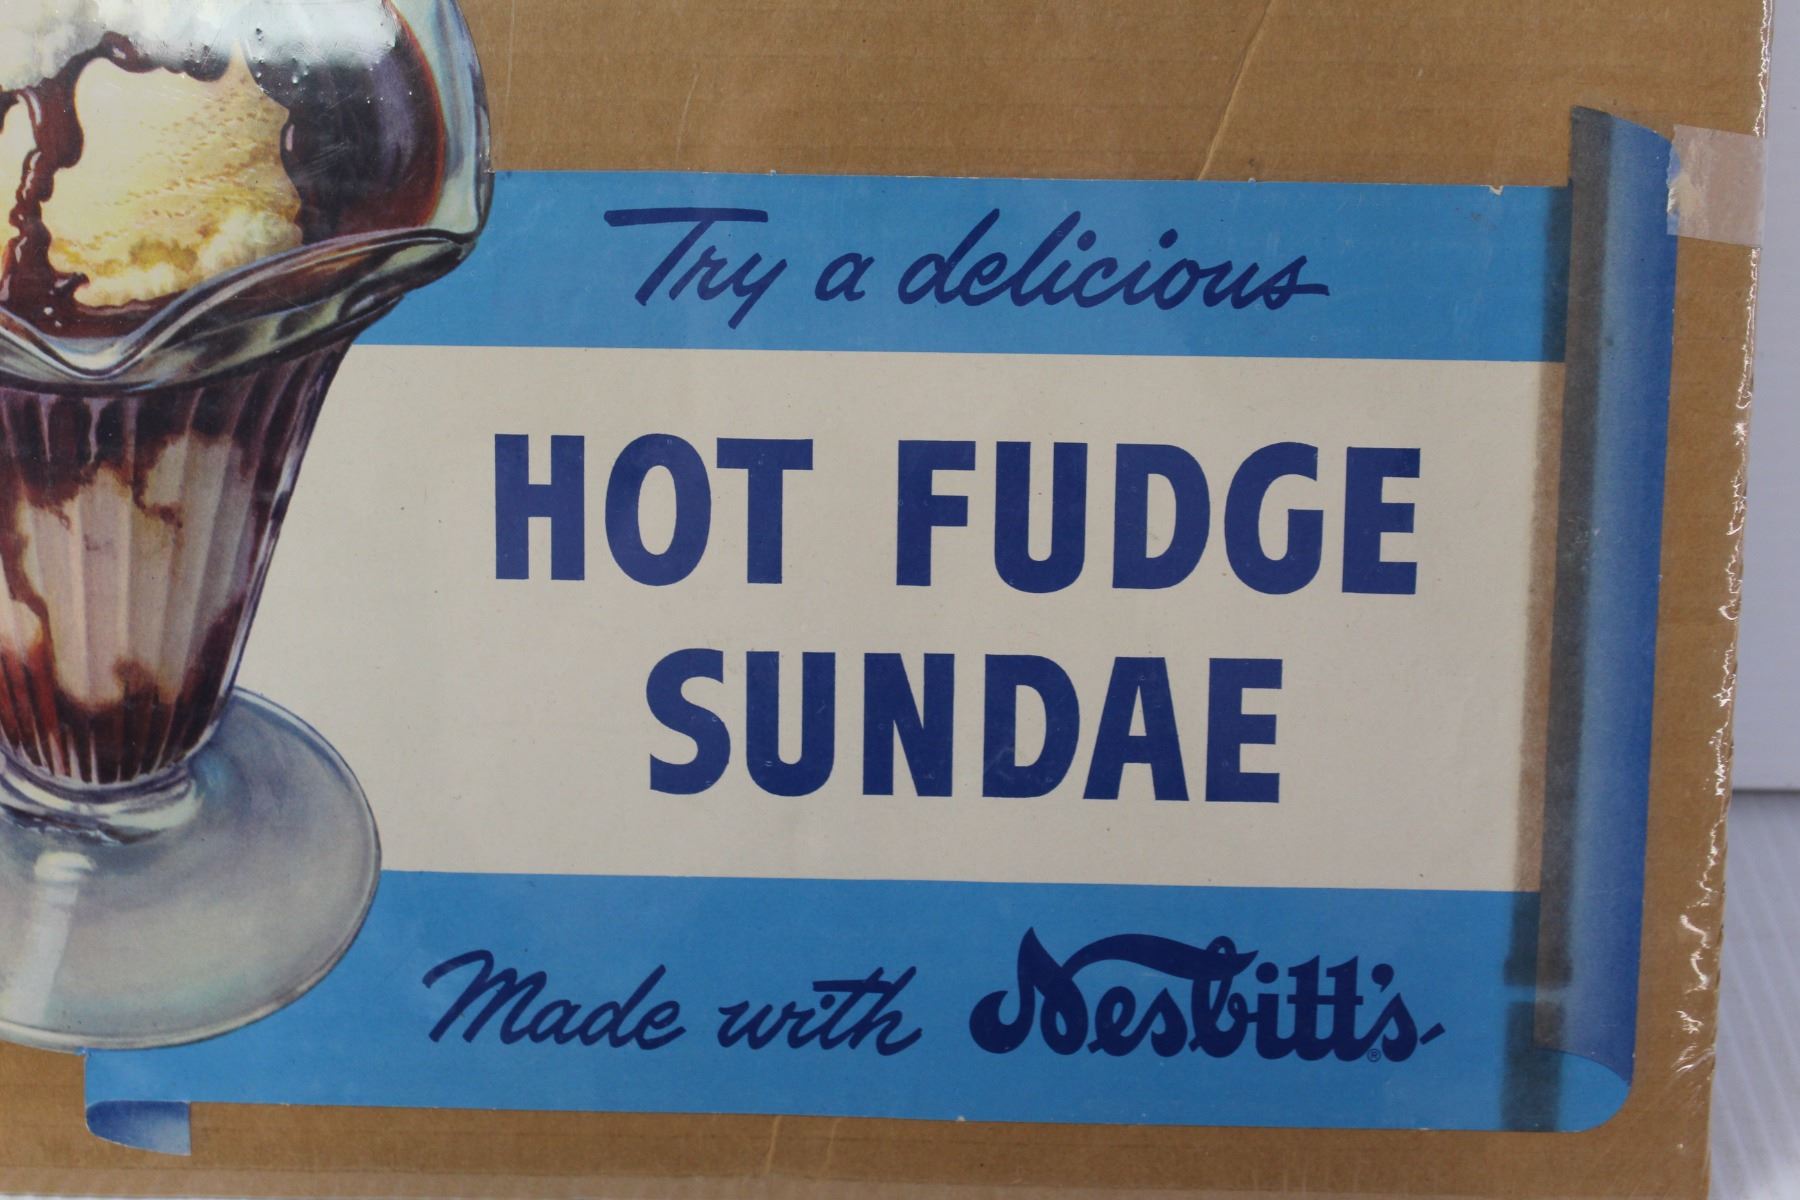 Try a delicious
HOT FUDGE
SUNDAE
Made with Nesbitt's®